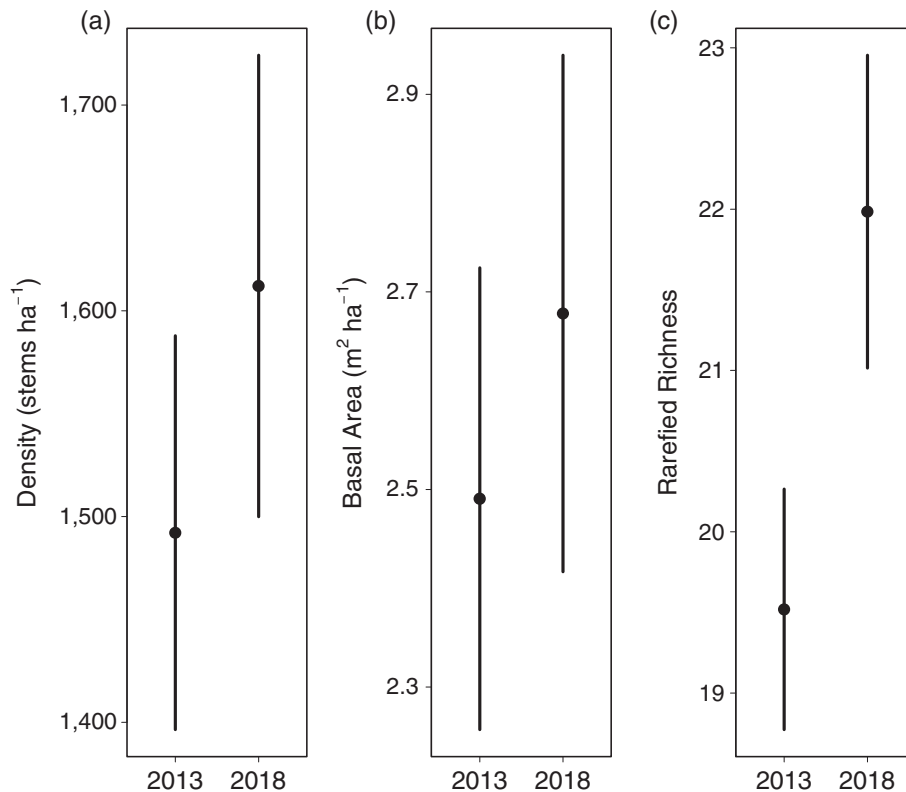 (a)
Density (stems ha⁻¹)
1,700
1,600
1,500
1,400
2013 2018
(b)
Basal Area (m² ha⁻¹)
2.9
2.7
2.5
2.3
2013 2018
(c)
Rarefied Richness
23
22
21
20
19
2013 2018